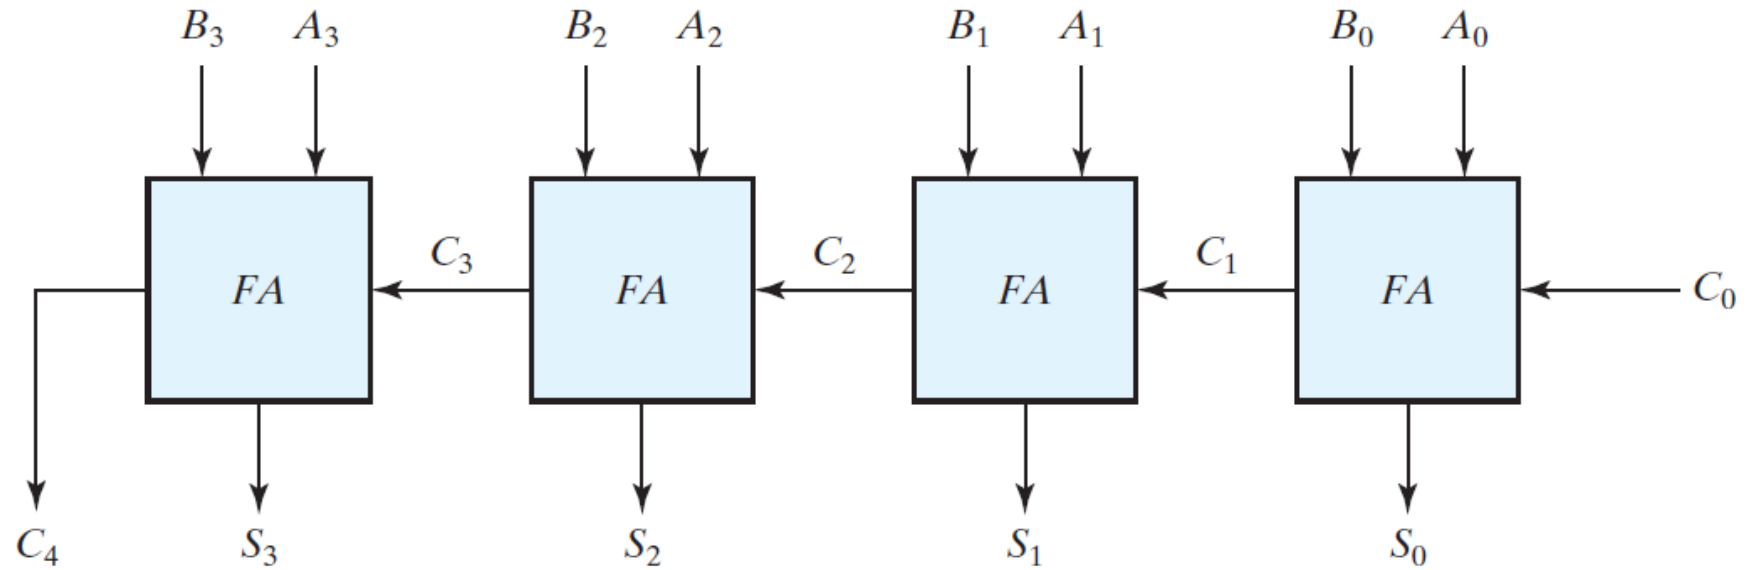 B₃ A₃ B₂ A₂ B₁ A₁ B₀ A₀
C₃ C₂ C₁
FA FA FA FA C₀
C₄ S₃ S₂ S₁ S₀